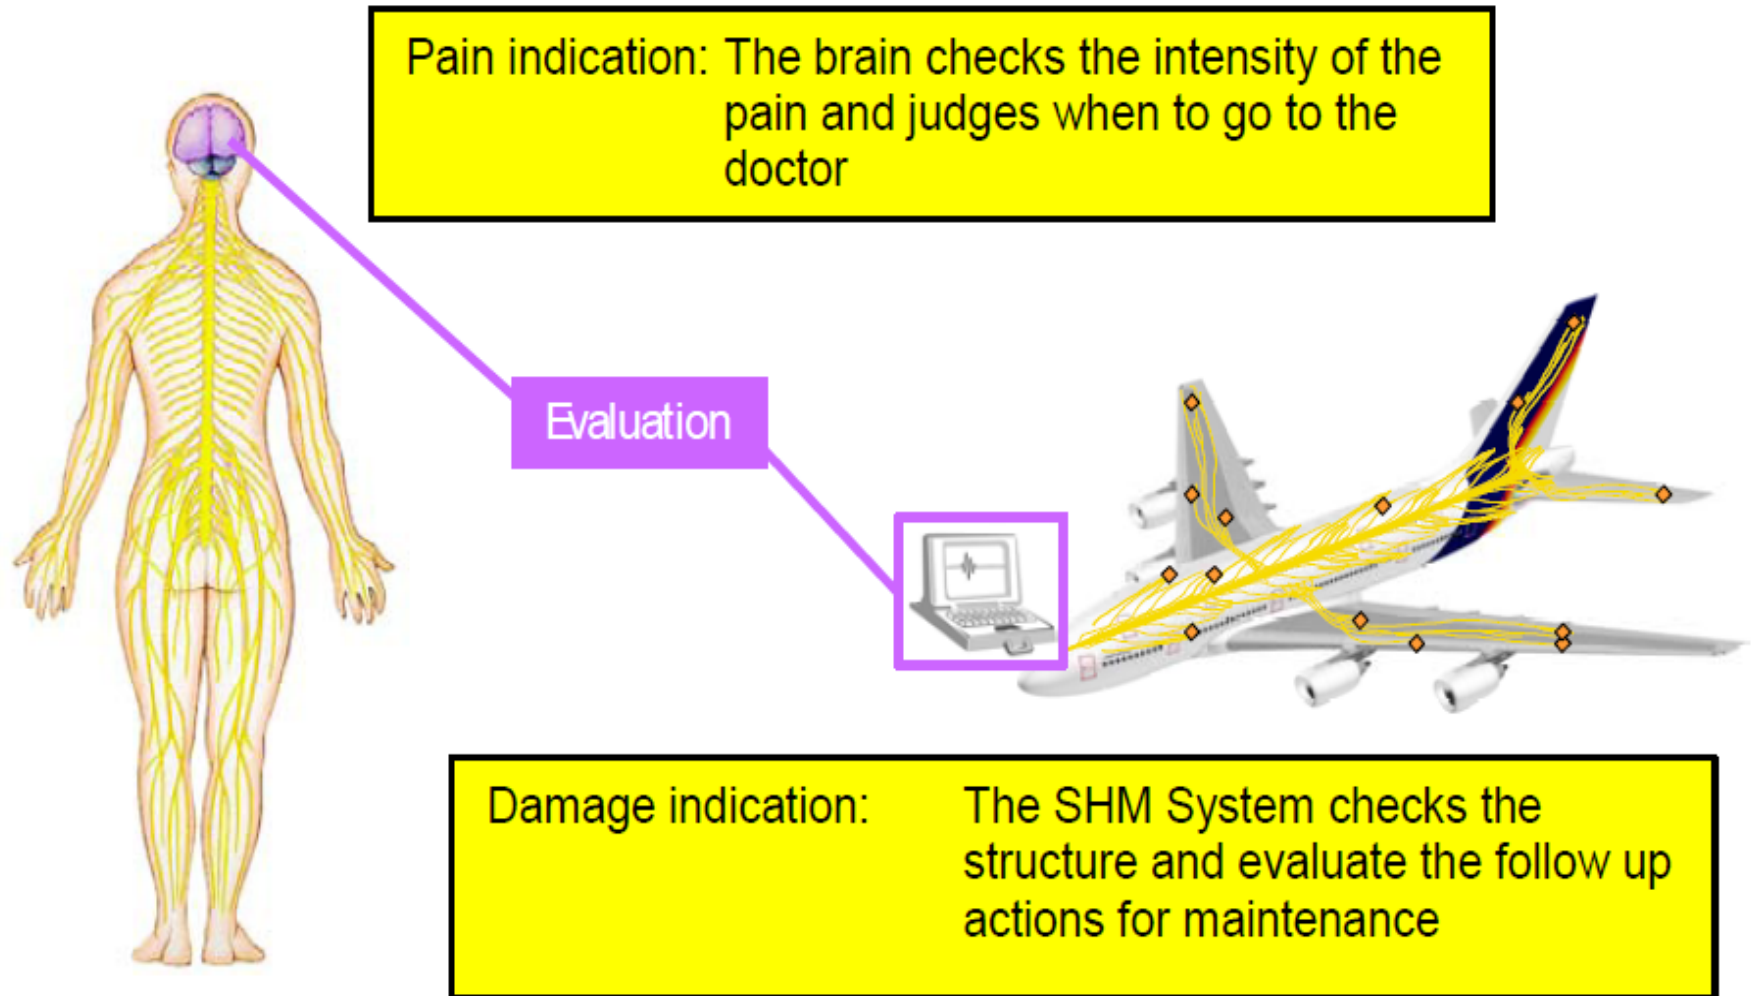 Pain indication: The brain checks the intensity of the
pain and judges when to go to the
doctor
Evaluation
Damage indication: The SHM System checks the
structure and evaluate the follow up
actions for maintenance